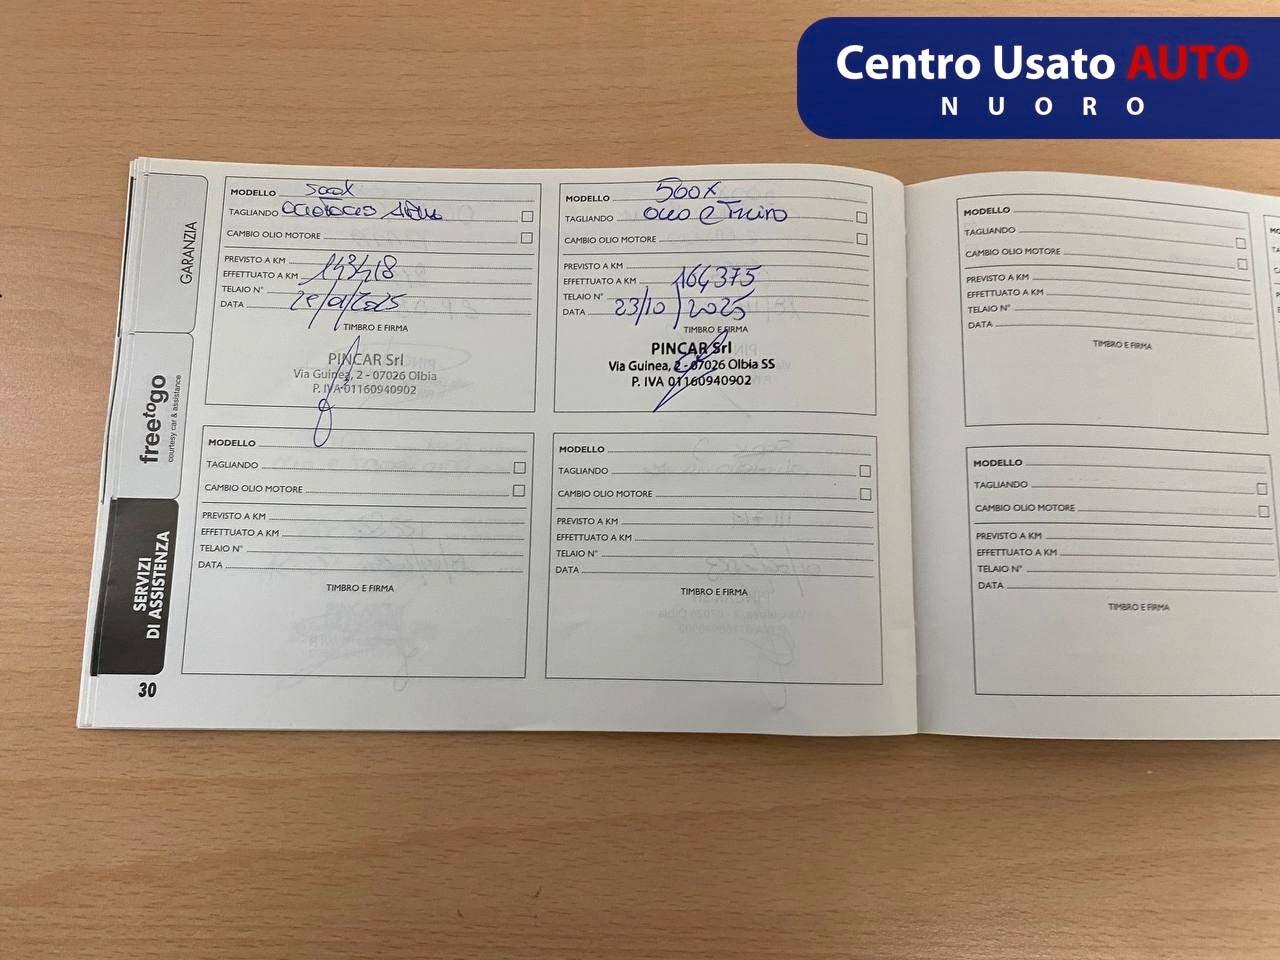 Centro Usato AUTO
NUORO
GARANZIA
freetogo
courtesy car & assistance
SERVIZI
DI ASSISTENZA
30
MODELLO 500X
TAGLIANDO
CAMBIO OLIO MOTORE
PREVISTO A KM
EFFETTUATO A KM 143418
TELAIO N°
DATA /2025
TIMBRO E FIRMA
PINCAR Srl
Via Guinea, 2 - 07026 Olbia
P. IVA 01160940902
MODELLO 500X
TAGLIANDO OLIO e FILTRO
CAMBIO OLIO MOTORE
PREVISTO A KM
EFFETTUATO A KM 164375
TELAIO N°
DATA 23/10/2025
TIMBRO E FIRMA
PINCAR Srl
Via Guinea, 2 - 07026 Olbia SS
P. IVA 01160940902
MODELLO
TAGLIANDO
CAMBIO OLIO MOTORE
PREVISTO A KM
EFFETTUATO A KM
TELAIO N°
DATA
TIMBRO E FIRMA
MODELLO
TAGLIANDO
CAMBIO OLIO MOTORE
PREVISTO A KM
EFFETTUATO A KM
TELAIO N°
DATA
TIMBRO E FIRMA
MODELLO
TAGLIANDO
CAMBIO OLIO MOTORE
PREVISTO A KM
EFFETTUATO A KM
TELAIO N°
DATA
TIMBRO E FIRMA
MODELLO
TAGLIANDO
CAMBIO OLIO MOTORE
PREVISTO A KM
EFFETTUATO A KM
TELAIO N°
DATA
TIMBRO E FIRMA